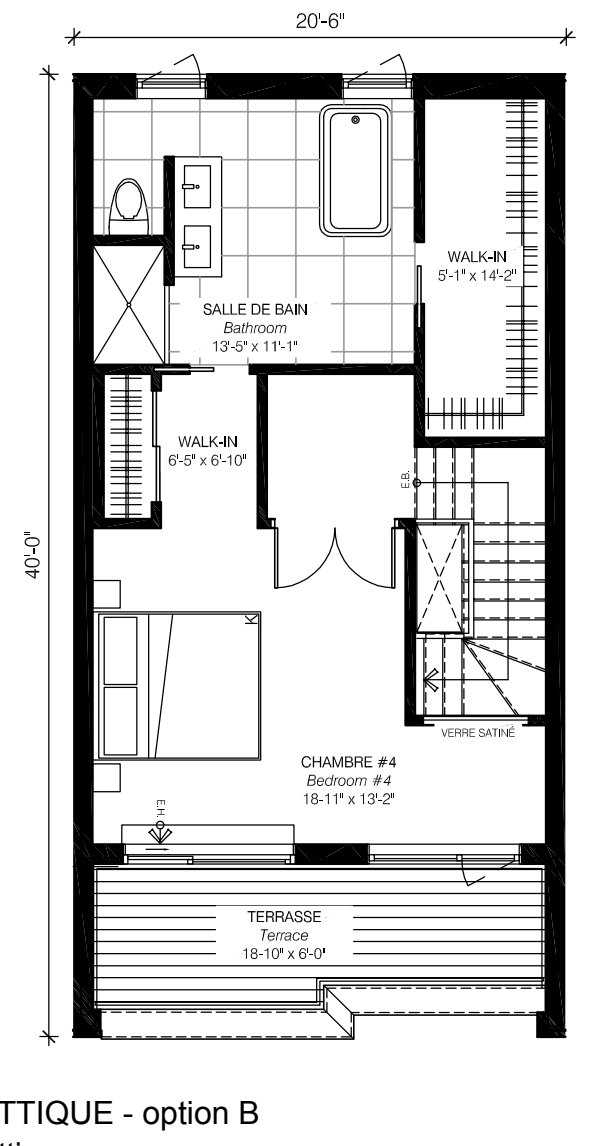 20'-6"
WALK-IN
5'-1" x 14'-2"
SALLE DE BAIN
Bathroom
13'-5" x 11'-1"
WALK-IN
6'-5" x 6'-10"
E.B.
40'-0"
K
VERRE SATINÉ
CHAMBRE #4
Bedroom #4
18-11" x 13'-2"
E.H.
TERRASSE
Terrace
18-10" x 6'-0"
TTIQUE - option B